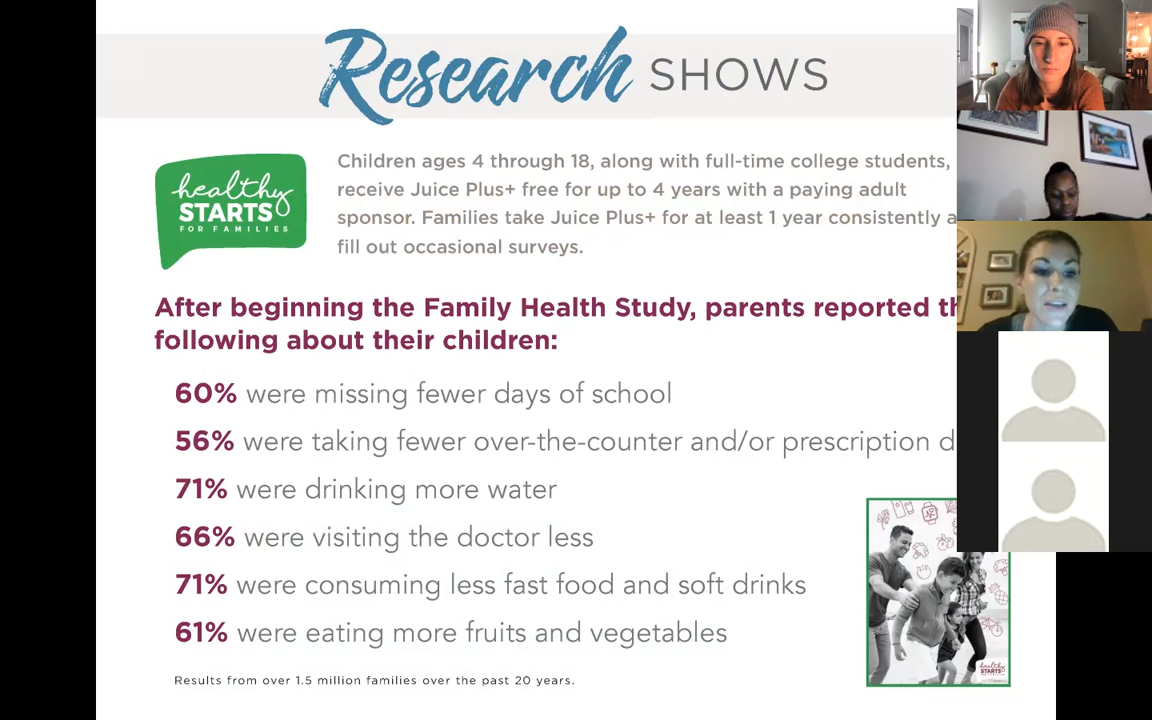 Research SHOWS
healthy
STARTS
FOR FAMILIES
Children ages 4 through 18, along with full-time college students,
receive Juice Plus+ free for up to 4 years with a paying adult
sponsor. Families take Juice Plus+ for at least 1 year consistently a
fill out occasional surveys.
After beginning the Family Health Study, parents reported th
following about their children:
60% were missing fewer days of school
56% were taking fewer over-the-counter and/or prescription d
71% were drinking more water
66% were visiting the doctor less
71% were consuming less fast food and soft drinks
61% were eating more fruits and vegetables
healthy
STARTS
Results from over 1.5 million families over the past 20 years.